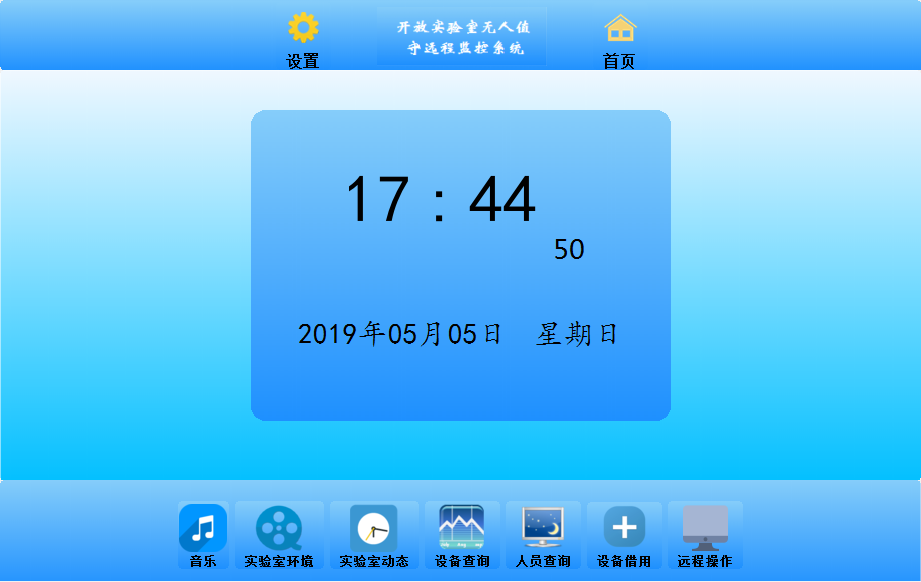 开放实验室无人值
守远程监控系统
设置
首页
17：44
50
2019年05月05日 星期日
音乐
实验室环境
实验室动态
设备查询
人员查询
设备借用
远程操作